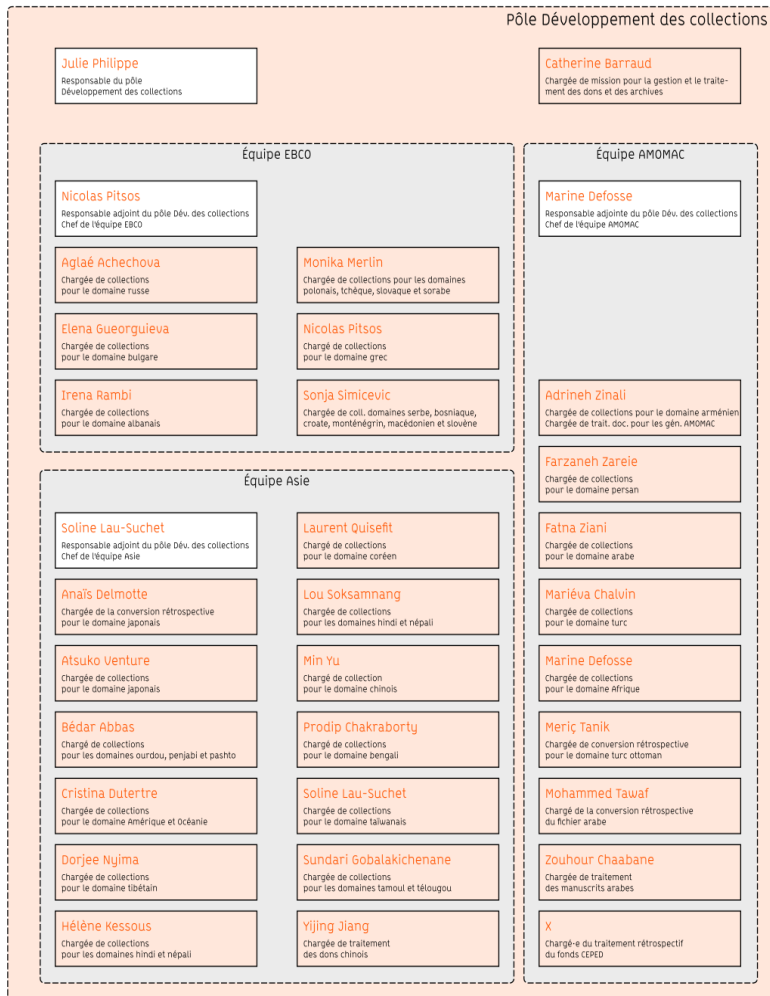 Pôle Développement des collections
Julie Philippe
Responsable du pôle
Développement des collections
Catherine Barraud
Chargée de mission pour la gestion et le traite-
ment des dons et des archives
Équipe EBCO
Nicolas Pitsos
Responsable adjoint du pôle Dév. des collections
Chef de l'équipe EBCO
Aglaé Achechova
Chargée de collections
pour le domaine russe
Monika Merlin
Chargée de collections pour les domaines
polonais, tchèque, slovaque et sorabe
Elena Gueorguieva
Chargée de collections
pour le domaine bulgare
Nicolas Pitsos
Chargé de collections
pour le domaine grec
Irena Rambi
Chargée de collections
pour le domaine albanais
Sonja Simicevic
Chargée de coll. domaines serbe, bosniaque,
croate, monténégrin, macédonien et slovène
Équipe Asie
Soline Lau-Suchet
Responsable adjoint du pôle Dév. des collections
Chef de l'équipe Asie
Laurent Quisefit
Chargé de collections
pour le domaine coréen
Anaïs Delmotte
Chargée de la conversion rétrospective
pour le domaine japonais
Lou Soksamnang
Chargée de collections
pour les domaines hindi et népali
Atsuko Venture
Chargée de collections
pour le domaine japonais
Min Yu
Chargé de collection
pour le domaine chinois
Bédar Abbas
Chargé de collections
pour les domaines ourdou, penjabi et pashto
Prodip Chakraborty
Chargé de collections
pour le domaine bengali
Cristina Dutertre
Chargée de collections
pour le domaine Amérique et Océanie
Soline Lau-Suchet
Chargée de collections
pour le domaine taïwanais
Dorjee Nyima
Chargé de collections
pour le domaine tibétain
Sundari Gobalakichenane
Chargée de collections
pour les domaines tamoul et télougou
Hélène Kessous
Chargée de collections
pour les domaines hindi et népali
Yijing Jiang
Chargée de traitement
des dons chinois
Équipe AMOMAC
Marine Defosse
Responsable adjointe du pôle Dév. des collections
Chef de l'équipe AMOMAC
Adrineh Zinali
Chargée de collections pour le domaine arménien
Chargée de trait. doc. pour les gén. AMOMAC
Farzaneh Zareie
Chargée de collections
pour le domaine persan
Fatna Ziani
Chargée de collections
pour le domaine arabe
Mariéva Chalvin
Chargée de collections
pour le domaine turc
Marine Defosse
Chargée de collections
pour le domaine Afrique
Meriç Tanik
Chargée de conversion rétrospective
pour le domaine turc ottoman
Mohammed Tawaf
Chargé de la conversion rétrospective
du fichier arabe
Zouhour Chaabane
Chargée de traitement
des manuscrits arabes
X
Chargé-e du traitement rétrospectif
du fonds CEPED